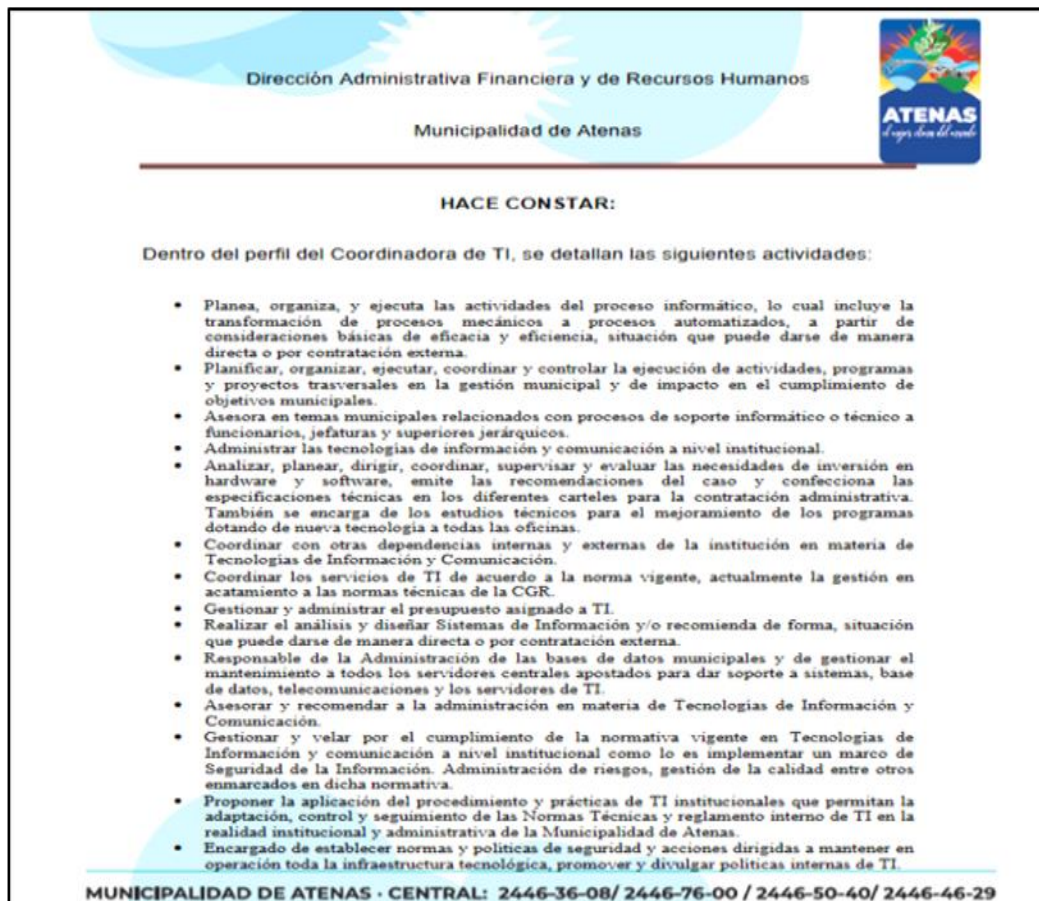 Dirección Administrativa Financiera y de Recursos Humanos
Municipalidad de Atenas
ATENAS
el mejor clima del mundo
HACE CONSTAR:
Dentro del perfil del Coordinadora de TI, se detallan las siguientes actividades:
• Planea, organiza, y ejecuta las actividades del proceso informático, lo cual incluye la
transformación de procesos mecánicos a procesos automatizados, a partir de
consideraciones básicas de eficacia y eficiencia, situación que puede darse de manera
directa o por contratación externa.
• Planificar, organizar, ejecutar, coordinar y controlar la ejecución de actividades, programas
y proyectos trasversales en la gestión municipal y de impacto en el cumplimiento de
objetivos municipales.
• Asesora en temas municipales relacionados con procesos de soporte informático o técnico a
funcionarios, jefaturas y superiores jerárquicos.
• Administrar las tecnologías de información y comunicación a nivel institucional.
• Analizar, planear, dirigir, coordinar, supervisar y evaluar las necesidades de inversión en
hardware y software, emite las recomendaciones del caso y confecciona las
especificaciones técnicas en los diferentes carteles para la contratación administrativa.
También se encarga de los estudios técnicos para el mejoramiento de los programas
dotando de nueva tecnología a todas las oficinas.
• Coordinar con otras dependencias internas y externas de la institución en materia de
Tecnologías de Información y Comunicación.
• Coordinar los servicios de TI de acuerdo a la norma vigente, actualmente la gestión en
acatamiento a las normas técnicas de la CGR.
• Gestionar y administrar el presupuesto asignado a TI.
• Realizar el análisis y diseñar Sistemas de Información y/o recomienda de forma, situación
que puede darse de manera directa o por contratación externa.
• Responsable de la Administración de las bases de datos municipales y de gestionar el
mantenimiento a todos los servidores centrales apostados para dar soporte a sistemas, base
de datos, telecomunicaciones y los servidores de TI.
• Asesorar y recomendar a la administración en materia de Tecnologías de Información y
Comunicación.
• Gestionar y velar por el cumplimiento de la normativa vigente en Tecnologías de
Información y comunicación a nivel institucional como lo es implementar un marco de
Seguridad de la Información. Administración de riesgos, gestión de la calidad entre otros
enmarcados en dicha normativa.
• Proponer la aplicación del procedimiento y prácticas de TI institucionales que permitan la
adaptación, control y seguimiento de las Normas Técnicas y reglamento interno de TI en la
realidad institucional y administrativa de la Municipalidad de Atenas.
• Encargado de establecer normas y políticas de seguridad y acciones dirigidas a mantener en
operación toda la infraestructura tecnológica, promover y divulgar políticas internas de TI.
MUNICIPALIDAD DE ATENAS · CENTRAL: 2446-36-08/ 2446-76-00 / 2446-50-40/ 2446-46-29